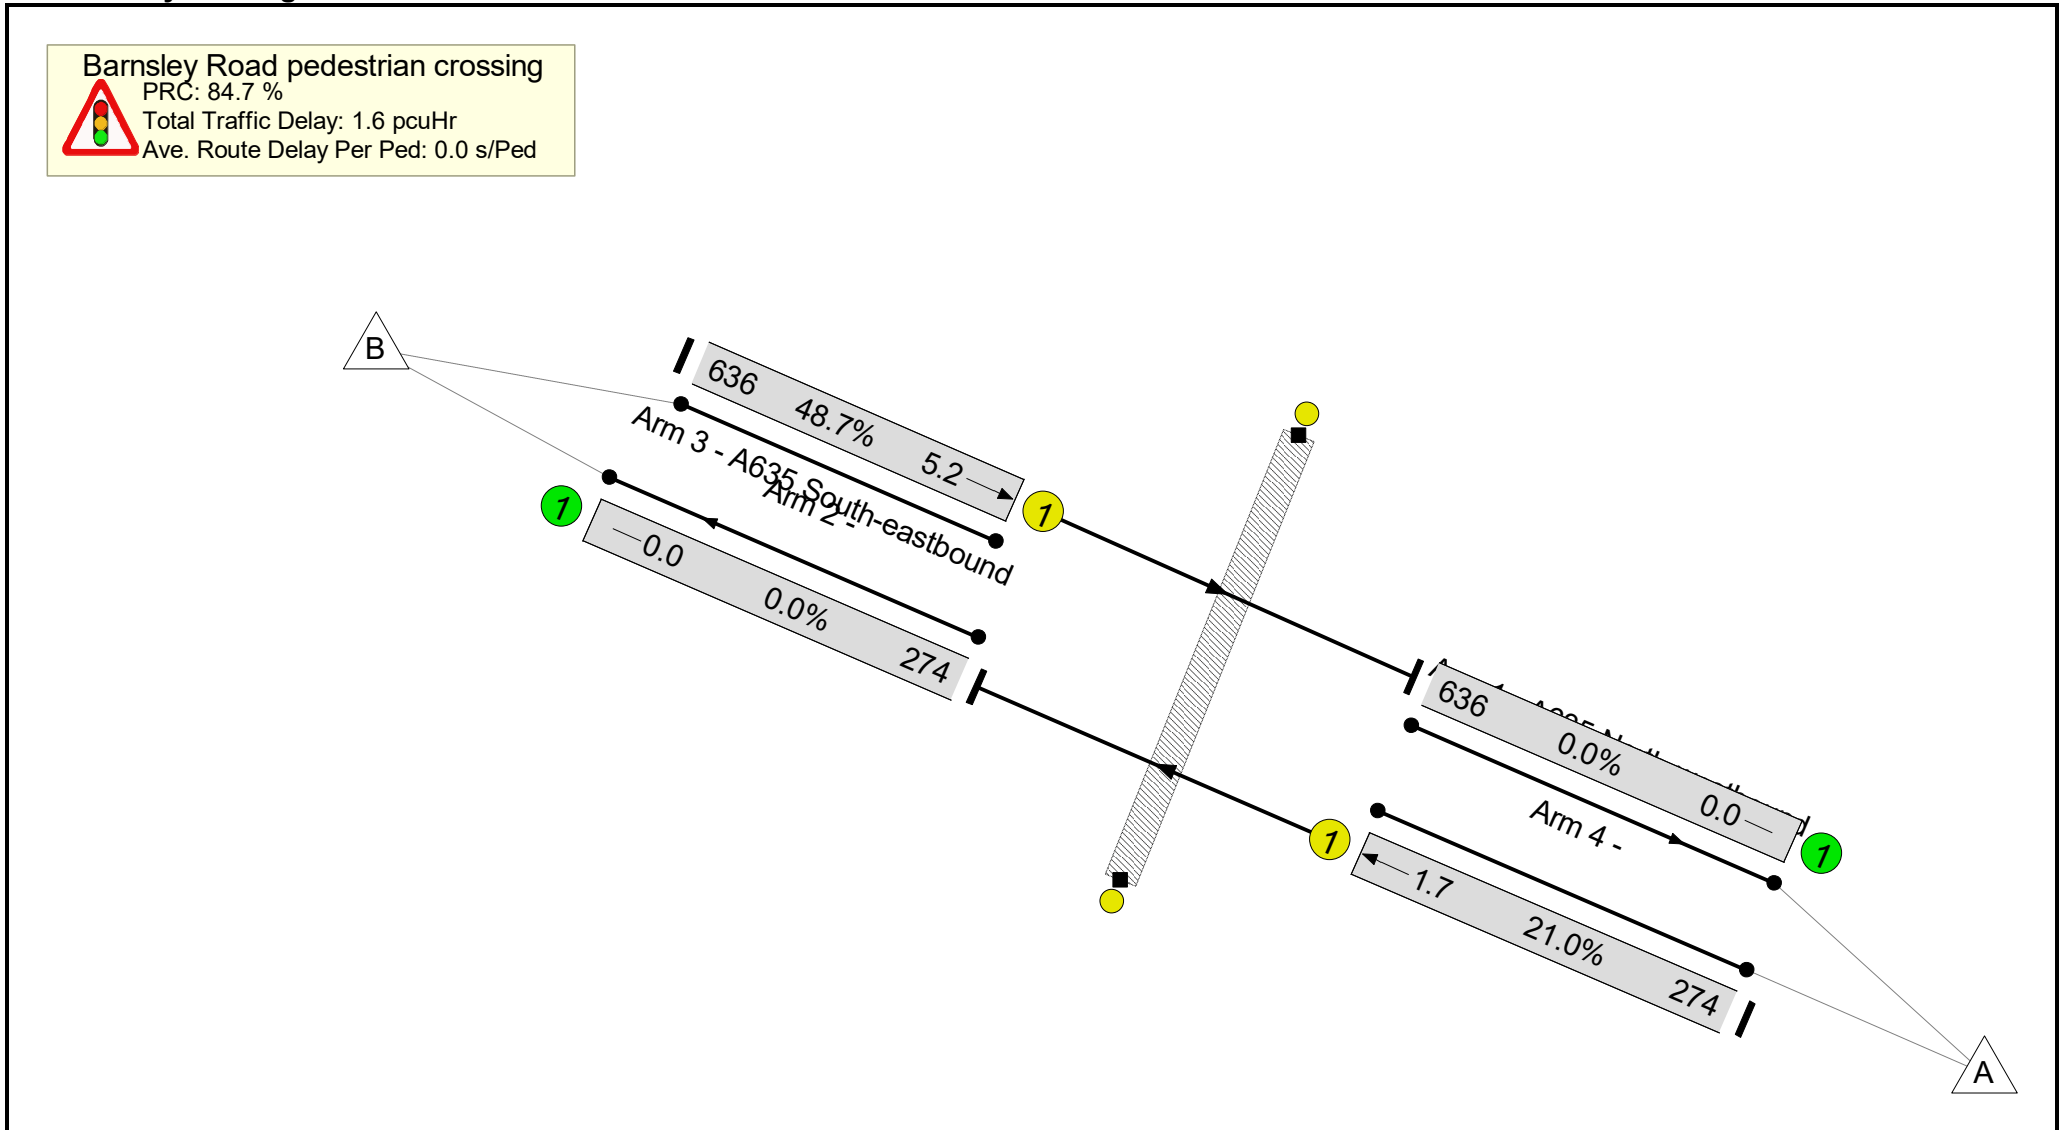 Barnsley Road pedestrian crossing
PRC: 84.7 %
Total Traffic Delay: 1.6 pcuHr
Ave. Route Delay Per Ped: 0.0 s/Ped
B
636 48.7% 5.2
1
Arm 3 - A635 South-eastbound
Arm 2 -
1
0.0 0.0% 274
636 0.0% 0.0
1
Arm 4 -
1
1.7 21.0% 274
A